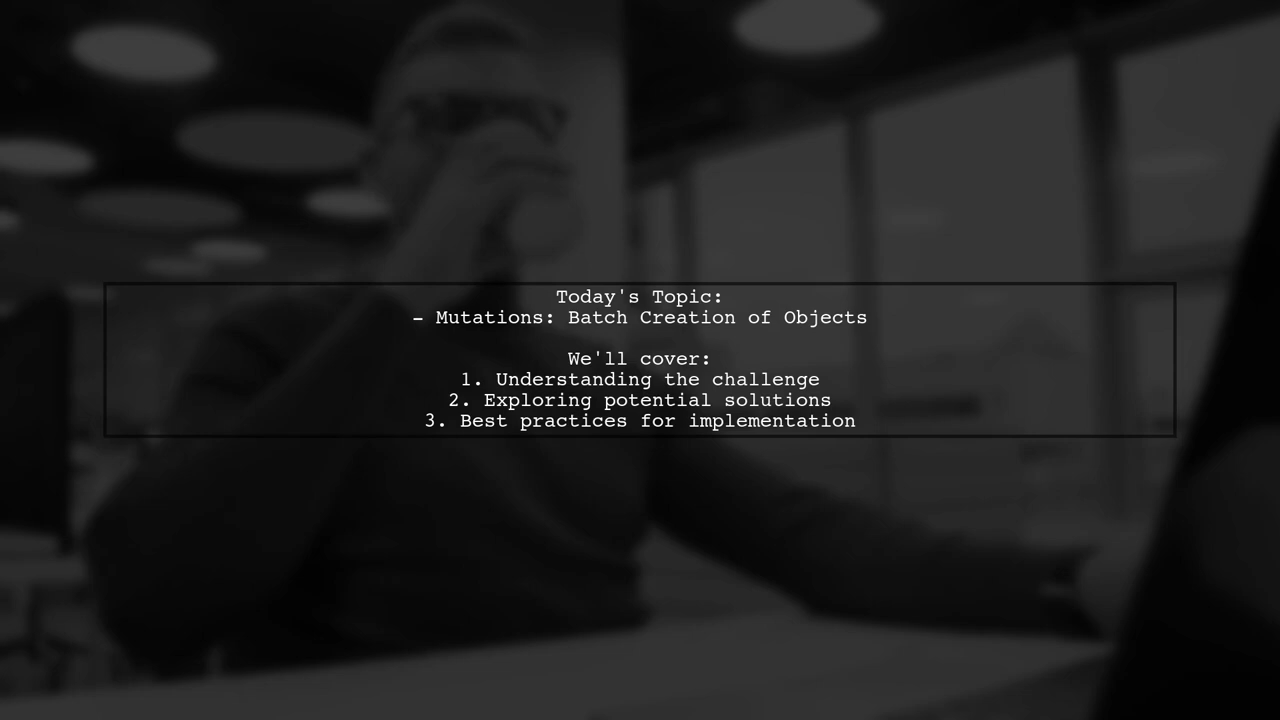 Today's Topic:
- Mutations: Batch Creation of Objects
We'll cover:
1. Understanding the challenge
2. Exploring potential solutions
3. Best practices for implementation